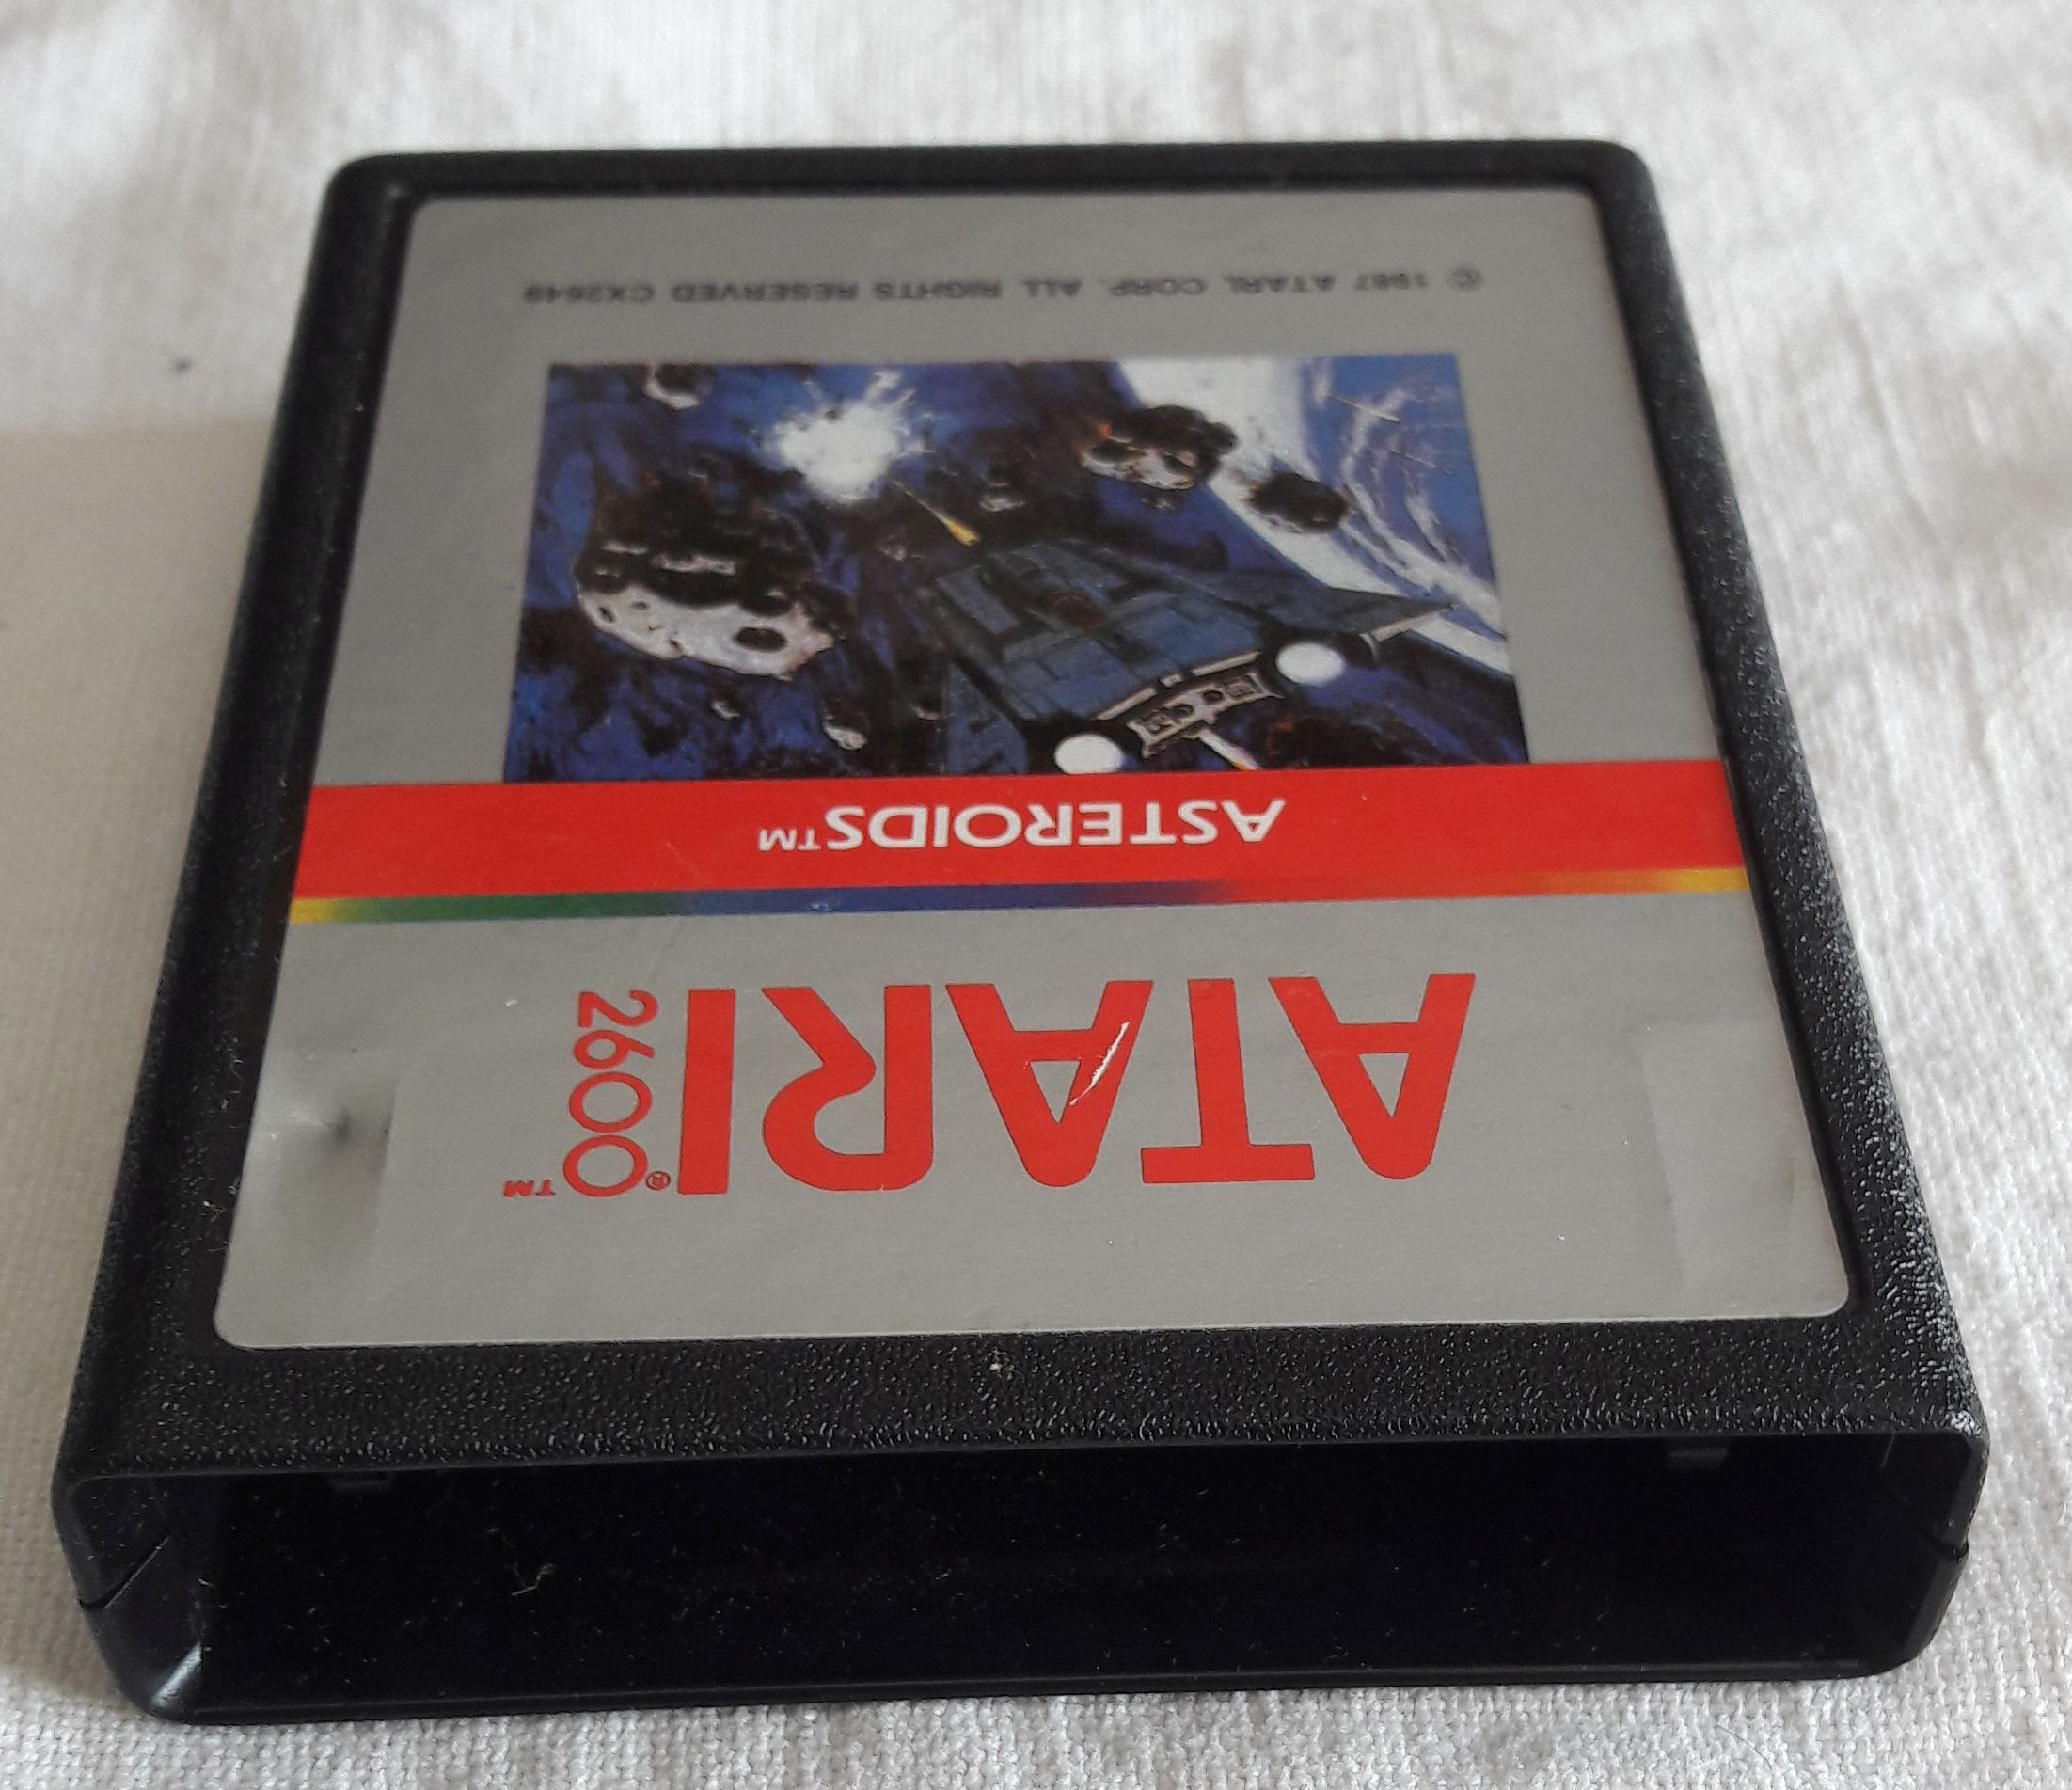 ATARI® 2600™
ASTEROIDS™
© 1987 ATARI, CORP. ALL RIGHTS RESERVED CX2649